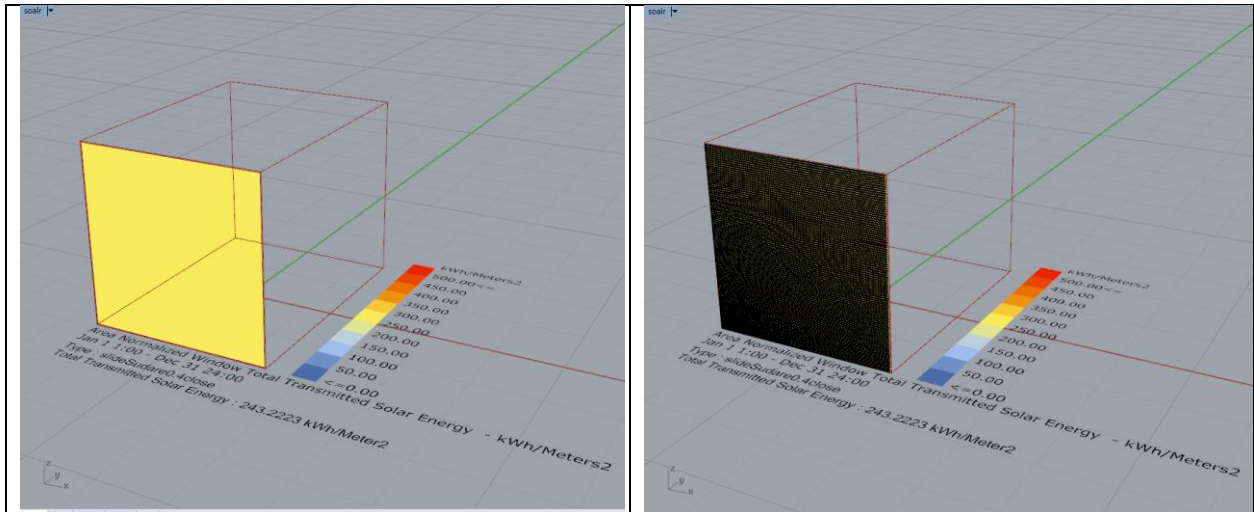 soalr
kWh/Meters2
500.00<=
450.00
400.00
350.00
300.00
250.00
200.00
150.00
100.00
50.00
<=0.00
Area Normalized Window Total Transmitted Solar Energy - kWh/Meters2
Jan 1 1:00 - Dec 31 24:00
Type : slideSudare0.4close
Total Transmitted Solar Energy : 243.2223 kWh/Meter2
z
y
x
soalr
kWh/Meters2
500.00<=
450.00
400.00
350.00
300.00
250.00
200.00
150.00
100.00
50.00
<=0.00
Area Normalized Window Total Transmitted Solar Energy - kWh/Meters2
Jan 1 1:00 - Dec 31 24:00
Type : slideSudare0.4close
Total Transmitted Solar Energy : 243.2223 kWh/Meter2
z
y
x